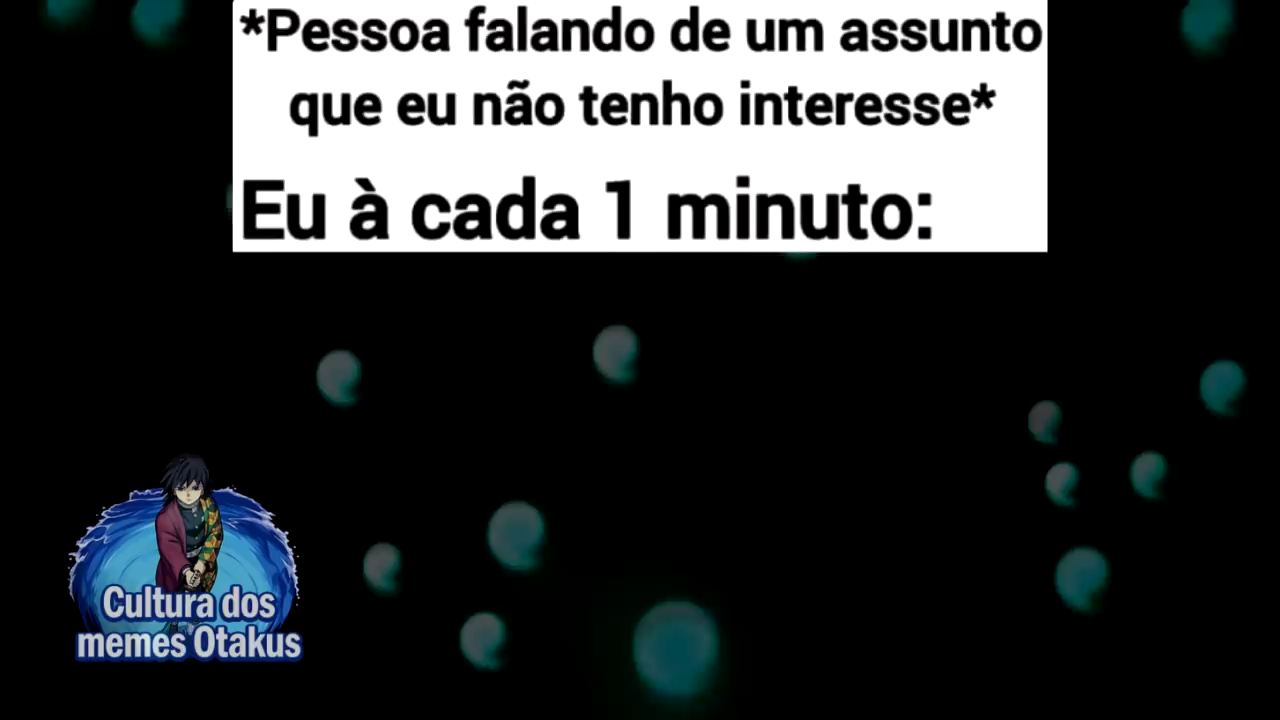 *Pessoa falando de um assunto
que eu não tenho interesse*
Eu à cada 1 minuto:
Cultura dos
memes Otakus